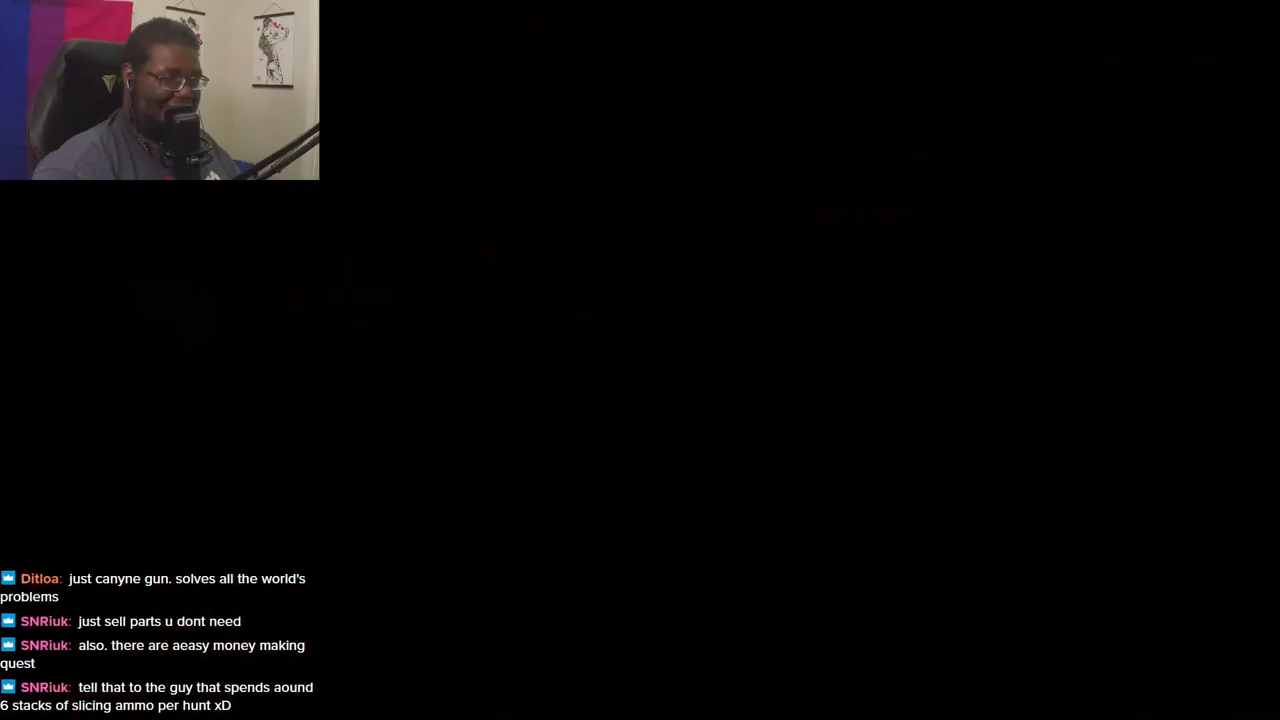 Ditloa: just canyne gun. solves all the world's
problems
SNRiuk: just sell parts u dont need
SNRiuk: also. there are aeasy money making
quest
SNRiuk: tell that to the guy that spends aound
6 stacks of slicing ammo per hunt xD